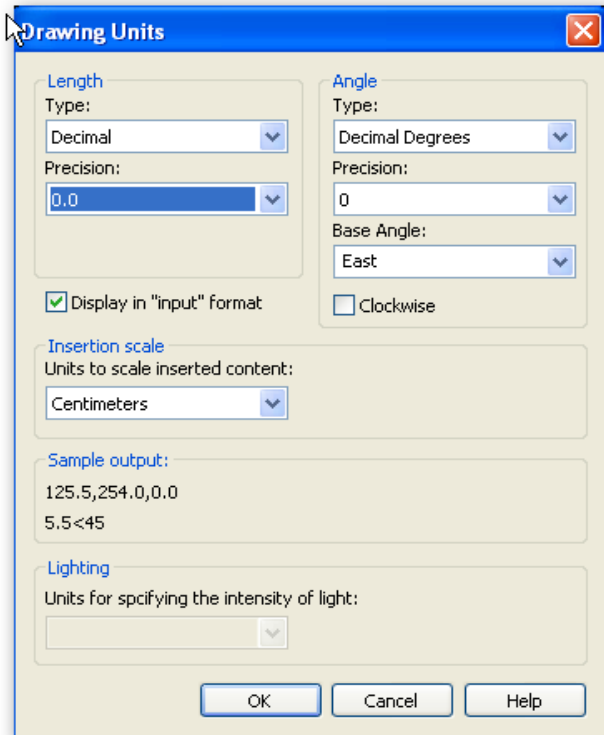 Drawing Units
Length
Type:
Decimal
Precision:
0.0
Display in "input" format
Angle
Type:
Decimal Degrees
Precision:
0
Base Angle:
East
Clockwise
Insertion scale
Units to scale inserted content:
Centimeters
Sample output:
125.5,254.0,0.0
5.5<45
Lighting
Units for spcifying the intensity of light:
OK
Cancel
Help